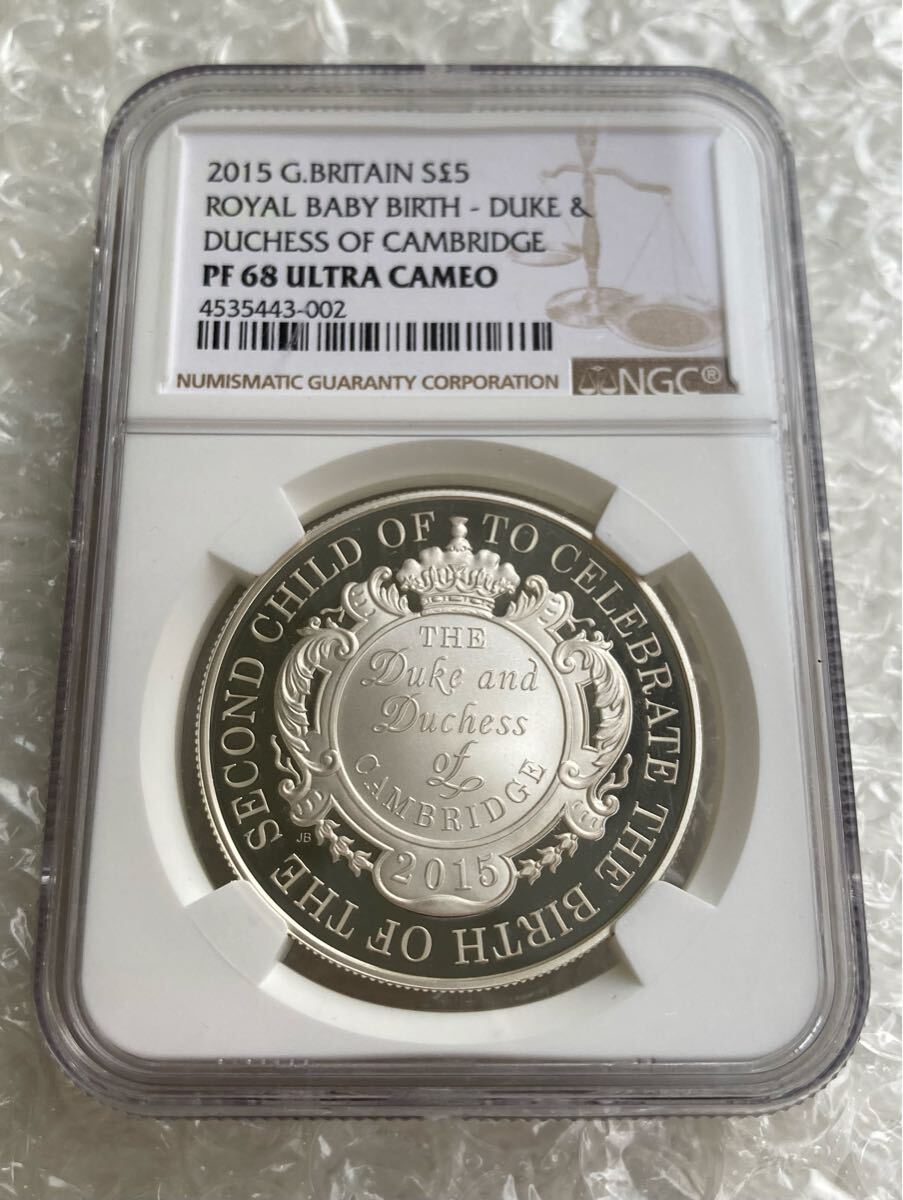 2015 G.BRITAIN S£5
ROYAL BABY BIRTH - DUKE &
DUCHESS OF CAMBRIDGE
PF 68 ULTRA CAMEO
4535443-002
NUMISMATIC GUARANTY CORPORATION
NGC®
TO CELEBRATE THE BIRTH OF THE SECOND CHILD OF
THE
Duke and
Duchess
of
CAMBRIDGE
JB
2015